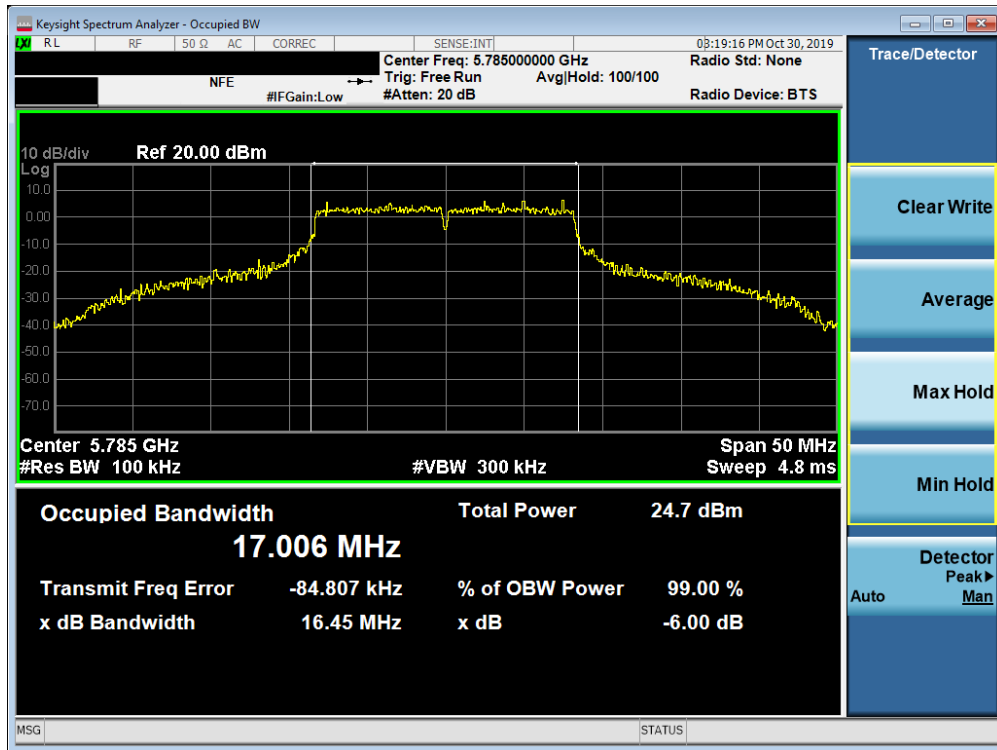 Keysight Spectrum Analyzer - Occupied BW
LXI RL RF 50 Ω AC CORREC SENSE:INT 03:19:16 PM Oct 30, 2019
Center Freq: 5.785000000 GHz Radio Std: None
NFE Trig: Free Run Avg|Hold: 100/100
#IFGain:Low #Atten: 20 dB Radio Device: BTS
10 dB/div Ref 20.00 dBm
Log
10.0
0.00
-10.0
-20.0
-30.0
-40.0
-50.0
-60.0
-70.0
Center 5.785 GHz Span 50 MHz
#Res BW 100 kHz #VBW 300 kHz Sweep 4.8 ms
Occupied Bandwidth Total Power 24.7 dBm
17.006 MHz
Transmit Freq Error -84.807 kHz % of OBW Power 99.00 %
x dB Bandwidth 16.45 MHz x dB -6.00 dB
Trace/Detector
Clear Write
Average
Max Hold
Min Hold
Detector
Peak▶
Auto Man
MSG STATUS